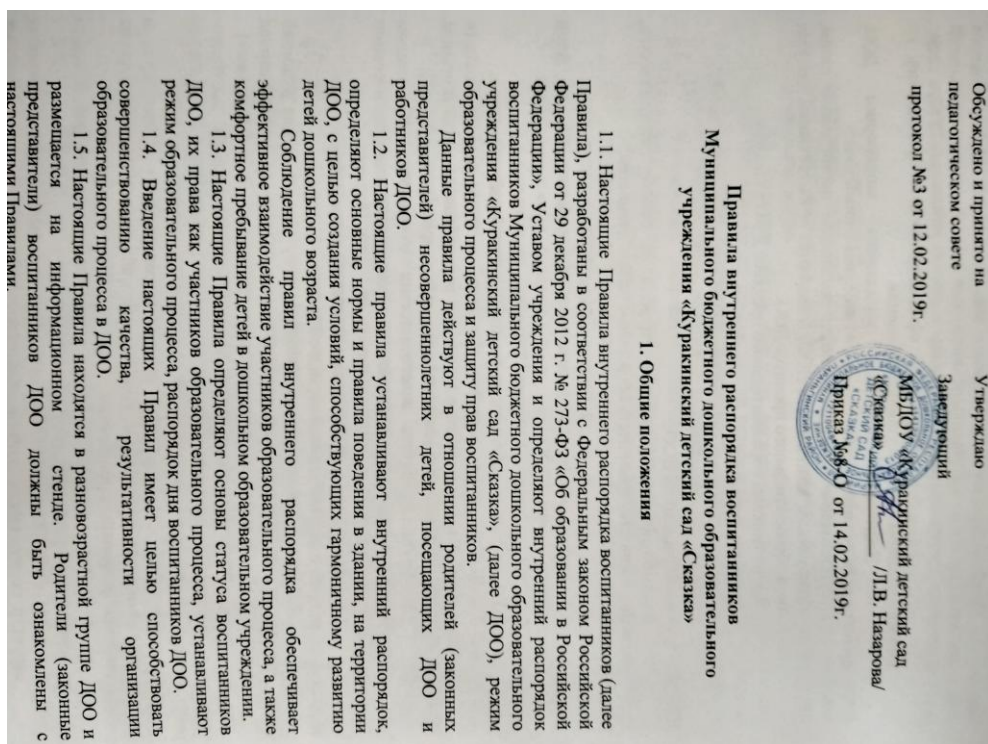 Обсуждено и принято на
педагогическом совете
протокол №3 от 12.02.2019г.
Утверждаю
Заведующий
МБДОУ «Куракинский детский сад
«Сказка» /Л.В. Назарова/
Приказ №8-О от 14.02.2019г.
Правила внутреннего распорядка воспитанников
Муниципального бюджетного дошкольного образовательного
учреждения «Куракинский детский сад «Сказка»
1. Общие положения
1.1. Настоящие Правила внутреннего распорядка воспитанников (далее
Правила), разработаны в соответствии с Федеральным законом Российской
Федерации от 29 декабря 2012 г. № 273-ФЗ «Об образовании в Российской
Федерации», Уставом учреждения и определяют внутренний распорядок
воспитанников Муниципального бюджетного дошкольного образовательного
учреждения «Куракинский детский сад «Сказка», (далее ДОО), режим
образовательного процесса и защиту прав воспитанников.
Данные правила действуют в отношении родителей (законных
представителей) несовершеннолетних детей, посещающих ДОО и
работников ДОО.
1.2. Настоящие правила устанавливают внутренний распорядок,
определяют основные нормы и правила поведения в здании, на территории
ДОО, с целью создания условий, способствующих гармоничному развитию
детей дошкольного возраста.
Соблюдение правил внутреннего распорядка обеспечивает
эффективное взаимодействие участников образовательного процесса, а также
комфортное пребывание детей в дошкольном образовательном учреждении.
1.3. Настоящие Правила определяют основы статуса воспитанников
ДОО, их права как участников образовательного процесса, устанавливают
режим образовательного процесса, распорядок дня воспитанников ДОО.
1.4. Введение настоящих Правил имеет целью способствовать
совершенствованию качества, результативности организации
образовательного процесса в ДОО.
1.5. Настоящие Правила находятся в разновозрастной группе ДОО и
размещается на информационном стенде. Родители (законные
представители) воспитанников ДОО должны быть ознакомлены с
настоящими Правилами.
ДЕТСКИЙ САД
«СКАЗКА»